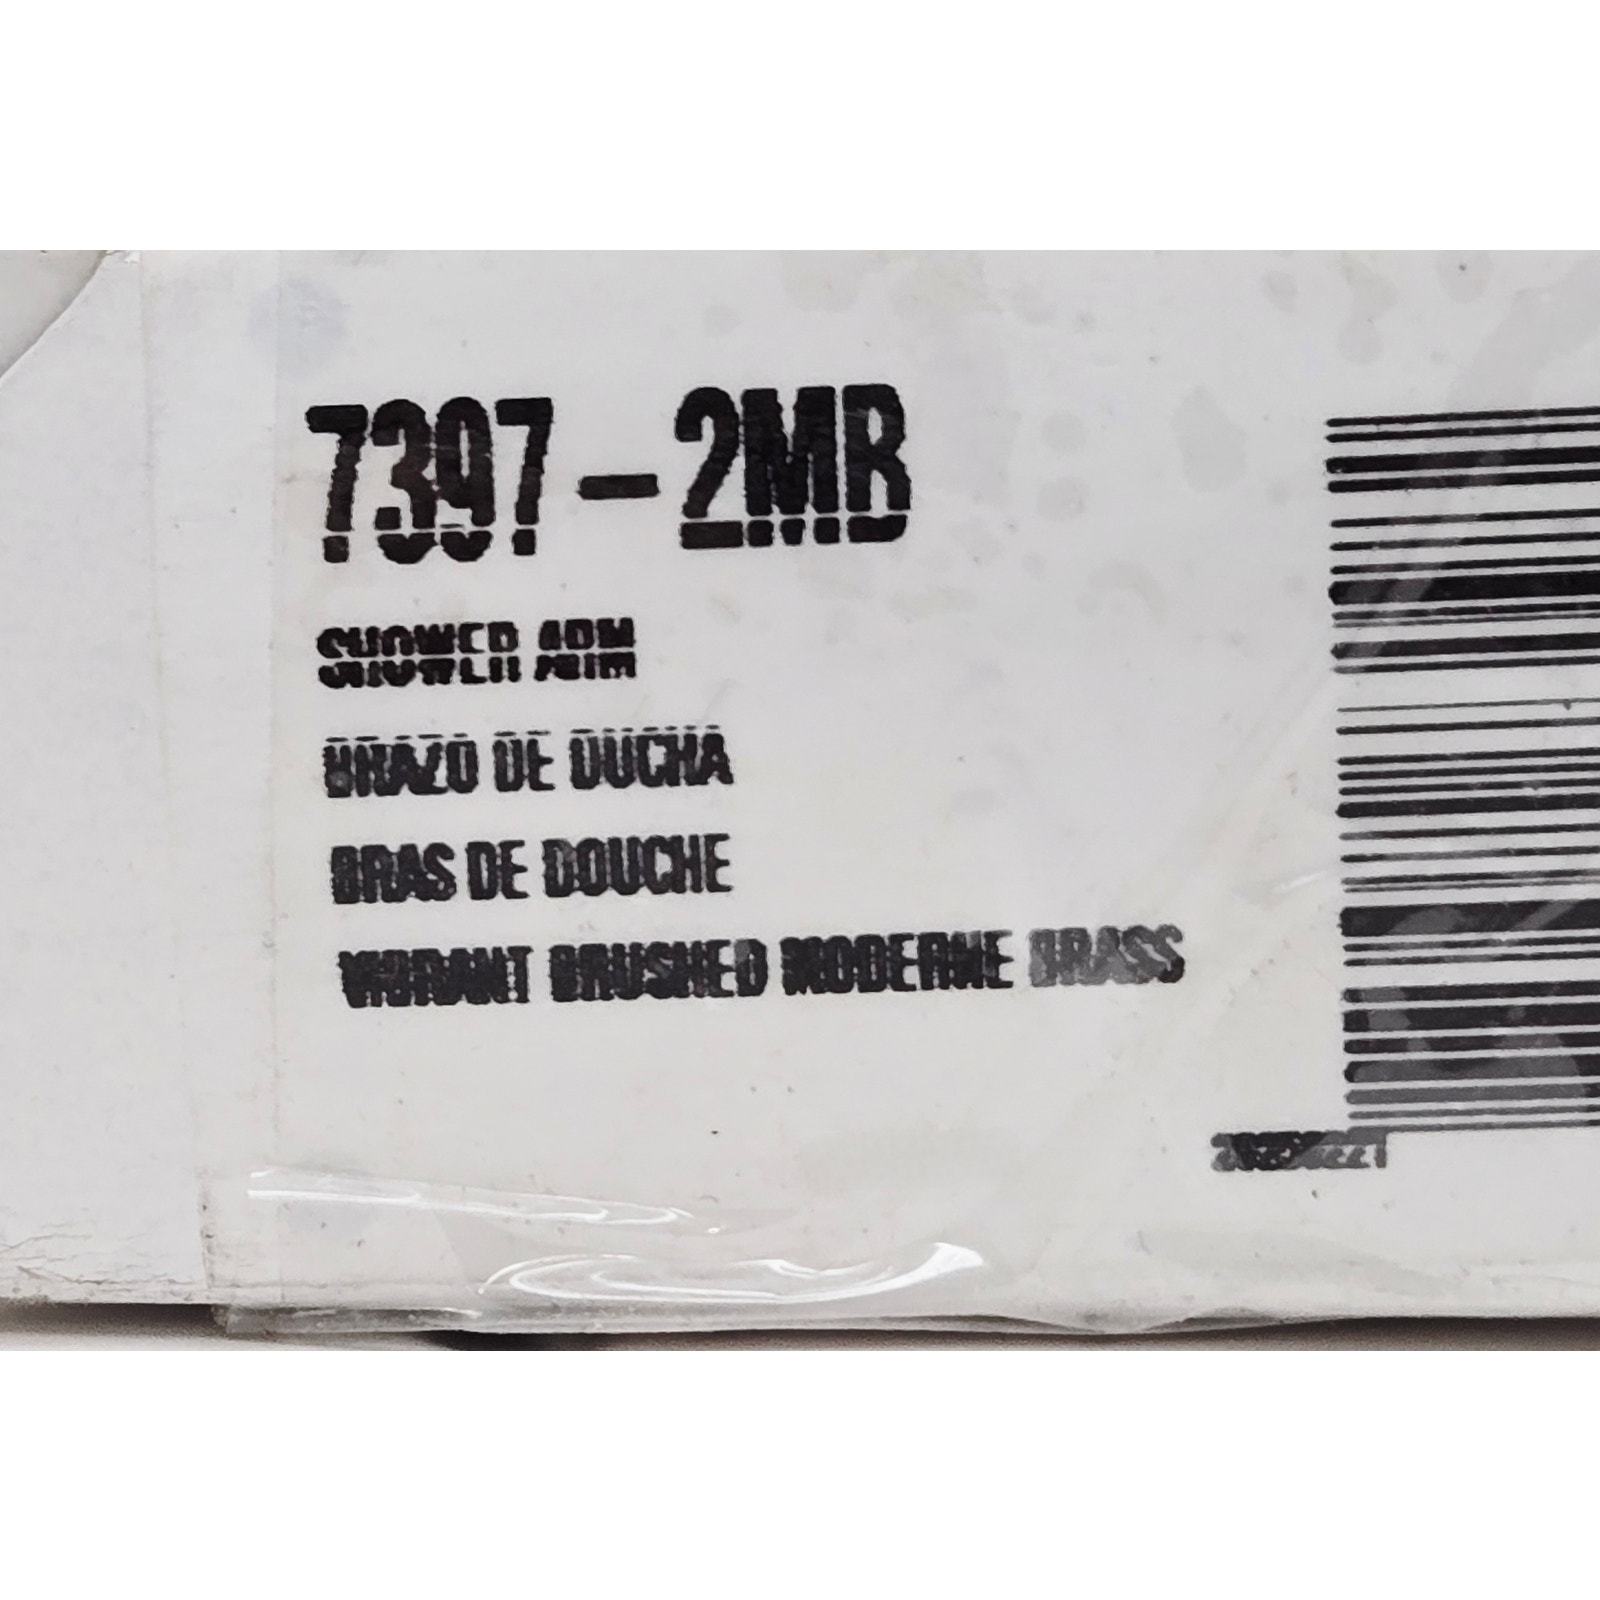 7397-2MB
SHOWER ARM
BRAZO DE DUCHA
BRAS DE DOUCHE
VIBRANT BRUSHED MODERNE BRASS